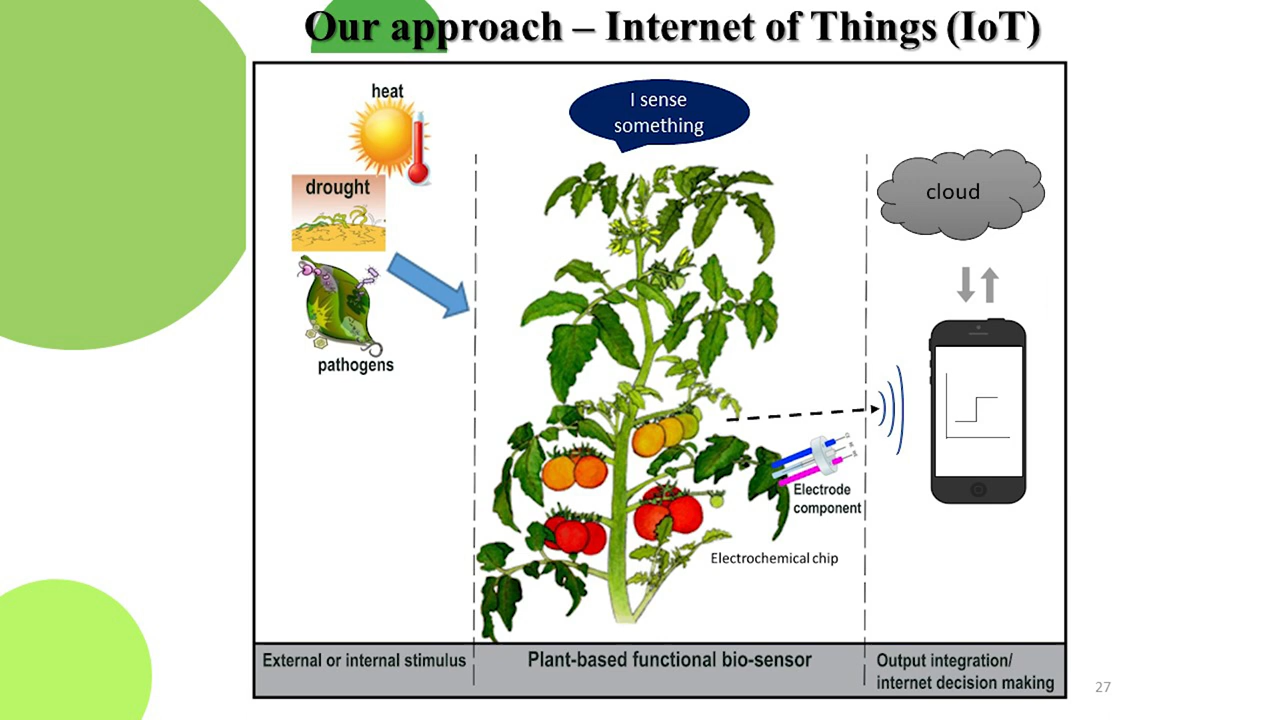 Our approach – Internet of Things (IoT)
heat
drought
pathogens
I sense
something
cloud
Electrode
component
Electrochemical chip
External or internal stimulus
Plant-based functional bio-sensor
Output integration/
internet decision making
27